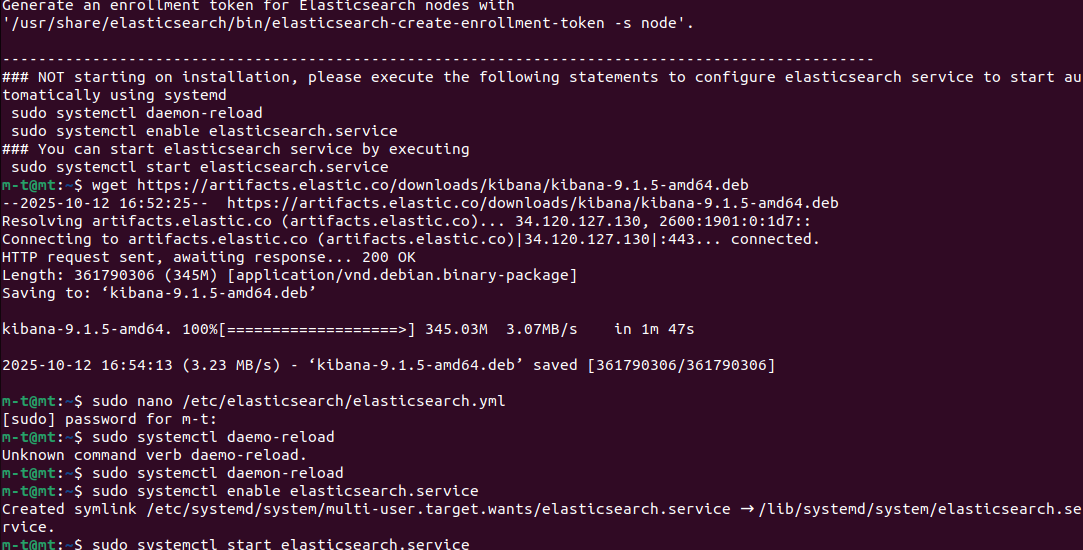 Generate an enrollment token for Elasticsearch nodes with
'/usr/share/elasticsearch/bin/elasticsearch-create-enrollment-token -s node'.
-------------------------------------------------------------------------------------------------
### NOT starting on installation, please execute the following statements to configure elasticsearch service to start au
tomatically using systemd
 sudo systemctl daemon-reload
 sudo systemctl enable elasticsearch.service
### You can start elasticsearch service by executing
 sudo systemctl start elasticsearch.service
m-t@mt:~$ wget https://artifacts.elastic.co/downloads/kibana/kibana-9.1.5-amd64.deb
--2025-10-12 16:52:25--  https://artifacts.elastic.co/downloads/kibana/kibana-9.1.5-amd64.deb
Resolving artifacts.elastic.co (artifacts.elastic.co)... 34.120.127.130, 2600:1901:0:1d7::
Connecting to artifacts.elastic.co (artifacts.elastic.co)|34.120.127.130|:443... connected.
HTTP request sent, awaiting response... 200 OK
Length: 361790306 (345M) [application/vnd.debian.binary-package]
Saving to: ‘kibana-9.1.5-amd64.deb’
kibana-9.1.5-amd64. 100%[===================>] 345.03M  3.07MB/s    in 1m 47s
2025-10-12 16:54:13 (3.23 MB/s) - ‘kibana-9.1.5-amd64.deb’ saved [361790306/361790306]
m-t@mt:~$ sudo nano /etc/elasticsearch/elasticsearch.yml
[sudo] password for m-t:
m-t@mt:~$ sudo systemctl daemo-reload
Unknown command verb daemo-reload.
m-t@mt:~$ sudo systemctl daemon-reload
m-t@mt:~$ sudo systemctl enable elasticsearch.service
Created symlink /etc/systemd/system/multi-user.target.wants/elasticsearch.service → /lib/systemd/system/elasticsearch.se
rvice.
m-t@mt:~$ sudo systemctl start elasticsearch.service